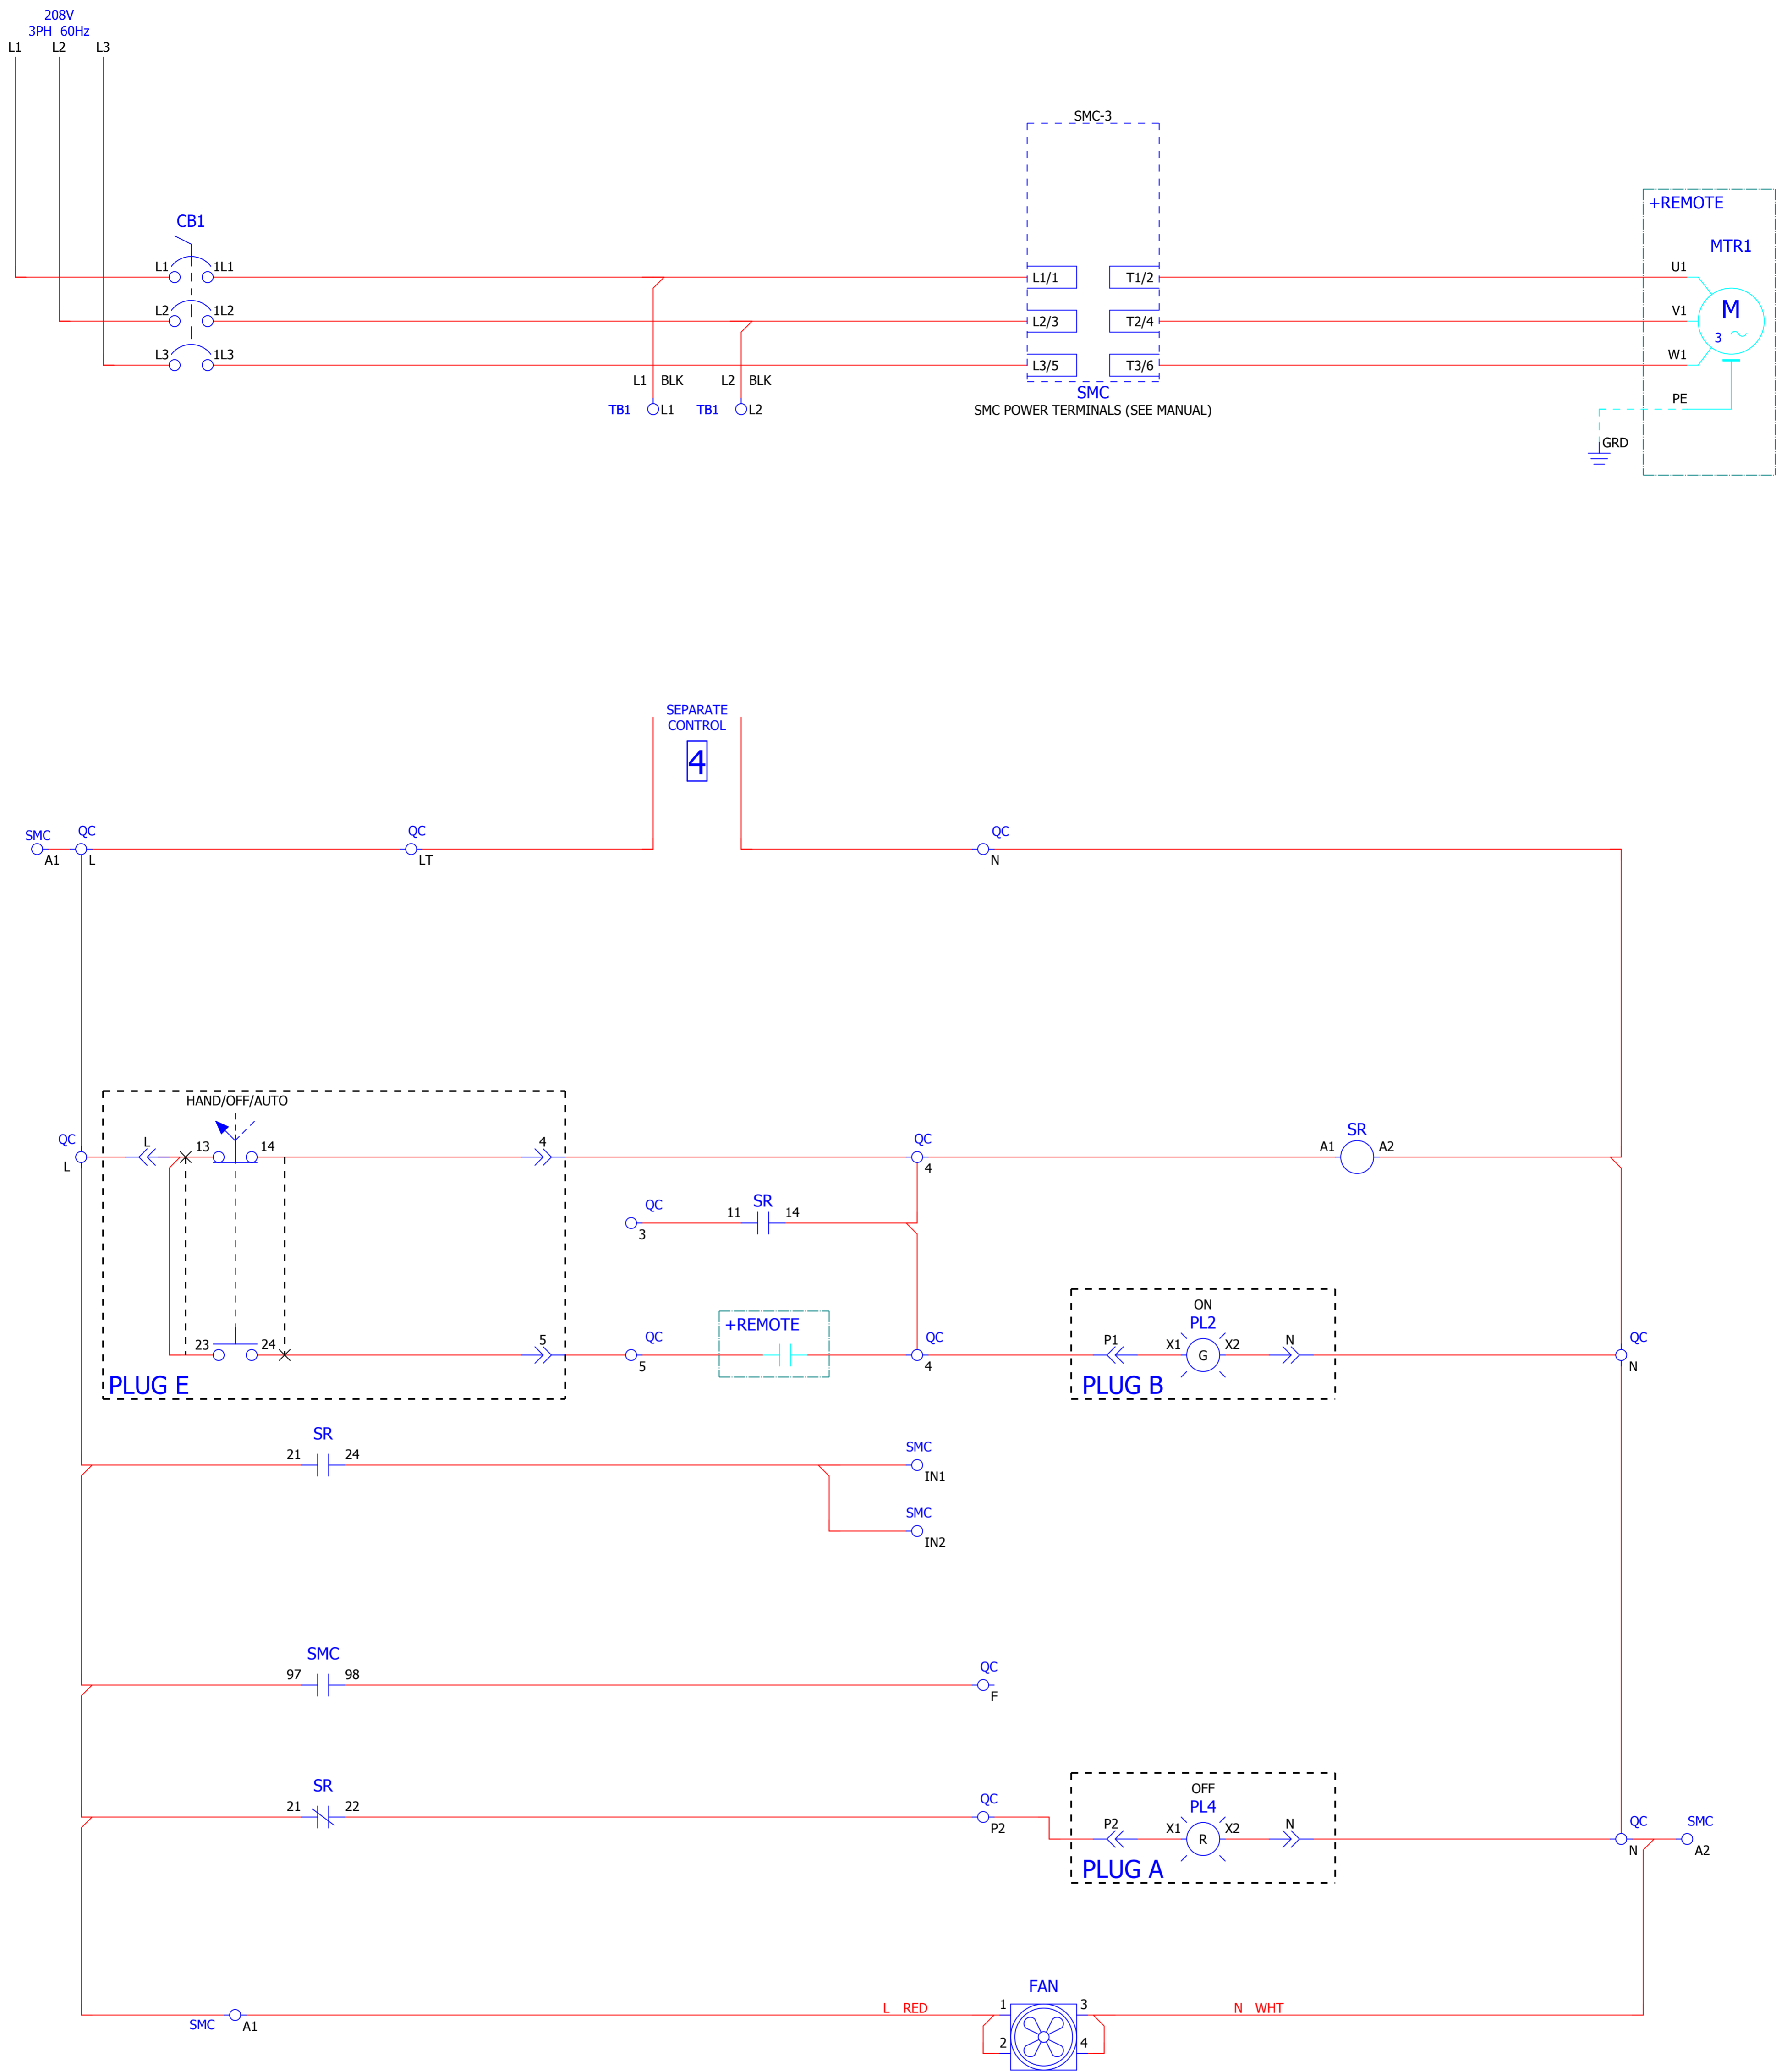 208V
3PH 60Hz
L1 L2 L3
SMC-3
+REMOTE
CB1
MTR1
L1 1L1
L1/1 T1/2
U1
L2 1L2
L2/3 T2/4
V1
M
3
L3 1L3
L3/5 T3/6
W1
L1 BLK L2 BLK
SMC
PE
TB1 L1 TB1 L2
SMC POWER TERMINALS (SEE MANUAL)
GRD
SEPARATE
CONTROL
4
SMC QC QC QC
A1 L LT N
HAND/OFF/AUTO
QC L 13 14 4 QC SR
A1 A2
L 4
QC SR
11 14
3
ON
+REMOTE
PL2
QC QC
23 24 5 P1 X1 G X2 N
5 4 N
PLUG E
PLUG B
SR
21 24
SMC
IN1
SMC
IN2
SMC
97 98
QC
F
SR
21 22
QC
P2
OFF
PL4
P2 X1 R X2 N
QC SMC
N A2
PLUG A
FAN
L RED 1 3 N WHT
SMC A1
2 4